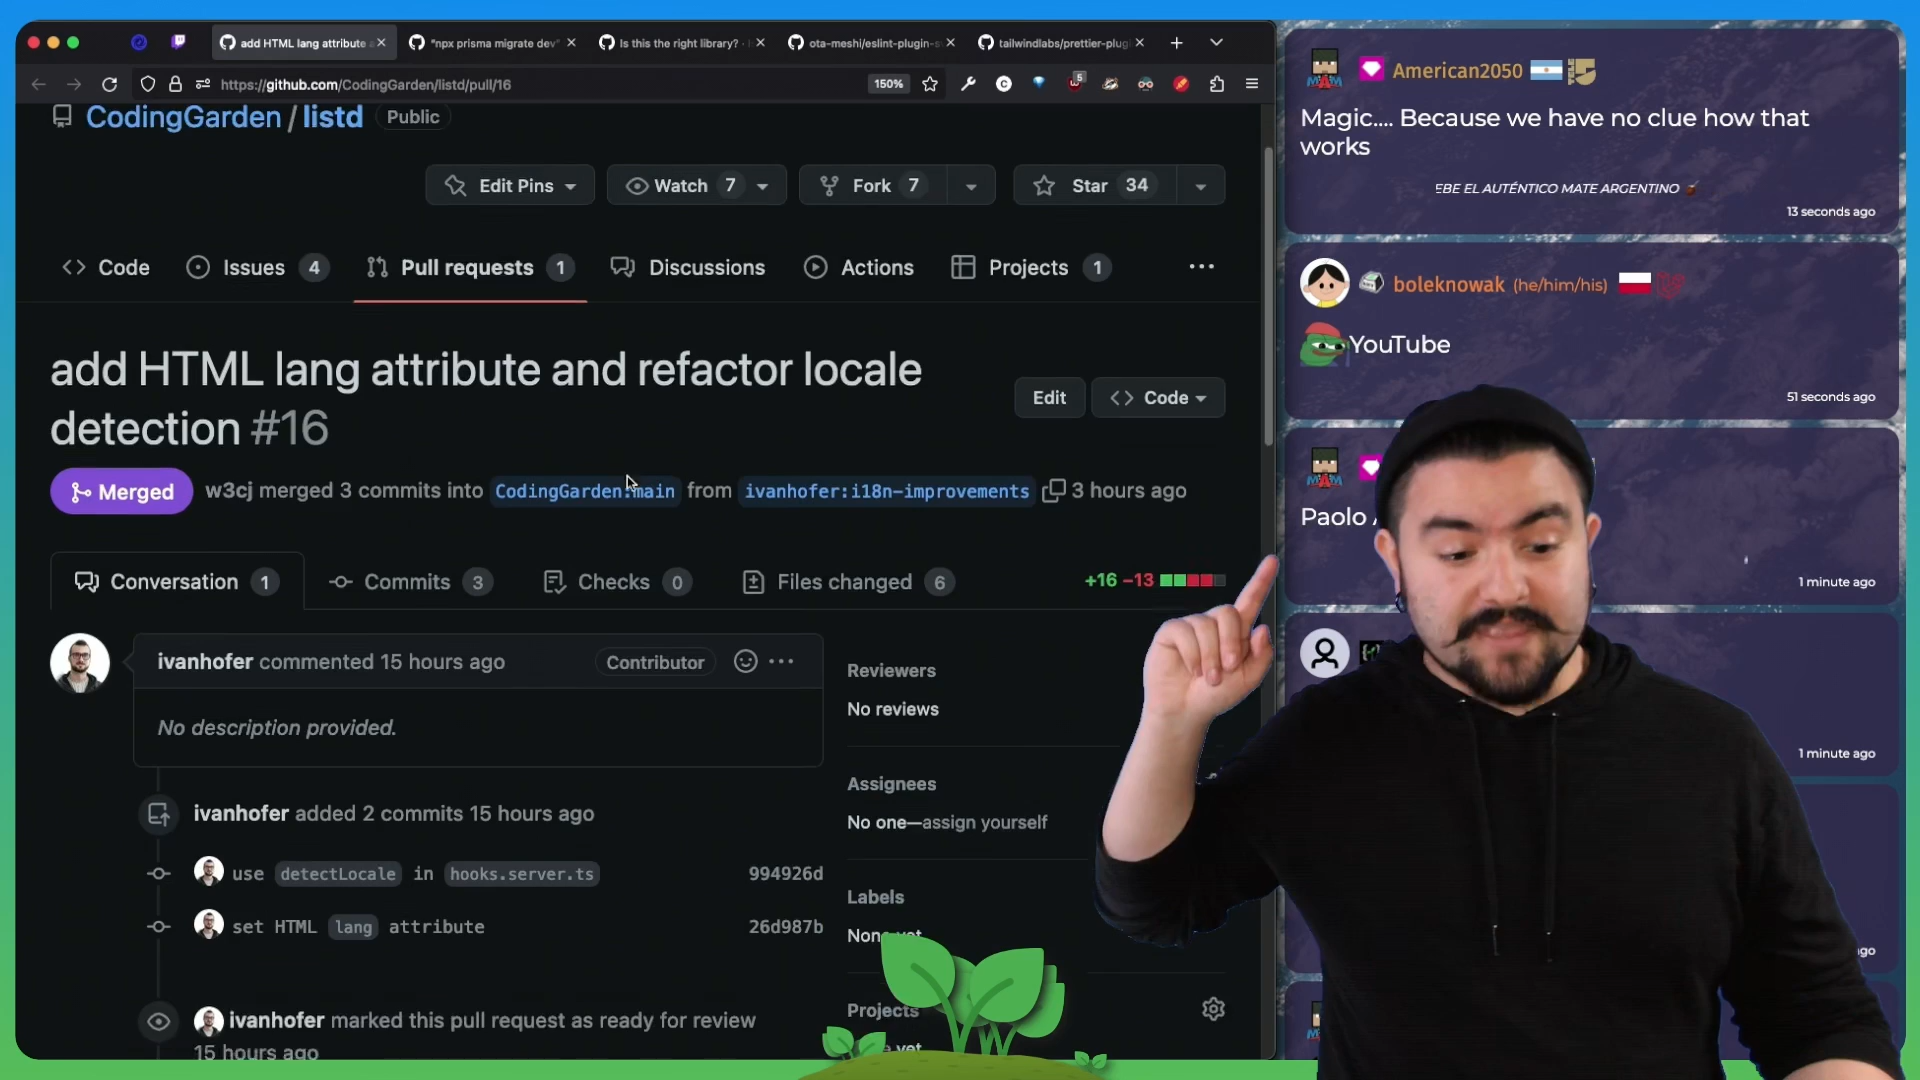 add HTML lang attribute
"npx prisma migrate dev"
Is this the right library?
ota-meshi/eslint-plugin-s
tailwindlabs/prettier-plug
https://github.com/CodingGarden/listd/pull/16
150%
5
CodingGarden / listd Public
Edit Pins
Watch 7
Fork 7
Star 34
Code
Issues 4
Pull requests 1
Discussions
Actions
Projects 1
add HTML lang attribute and refactor locale
detection #16
Edit
Code
Merged
w3cj merged 3 commits into CodingGarden:main from ivanhofer:i18n-improvements 3 hours ago
Conversation 1
Commits 3
Checks 0
Files changed 6
+16 −13
ivanhofer commented 15 hours ago
Contributor
No description provided.
ivanhofer added 2 commits 15 hours ago
use detectLocale in hooks.server.ts 994926d
set HTML lang attribute 26d987b
ivanhofer marked this pull request as ready for review
15 hours ago
Reviewers
No reviews
Assignees
No one—assign yourself
Labels
None yet
Projects
yet
American2050
Magic.... Because we have no clue how that
works
EBE EL AUTÉNTICO MATE ARGENTINO
13 seconds ago
boleknowak (he/him/his)
YouTube
51 seconds ago
Paolo
1 minute ago
1 minute ago
ago